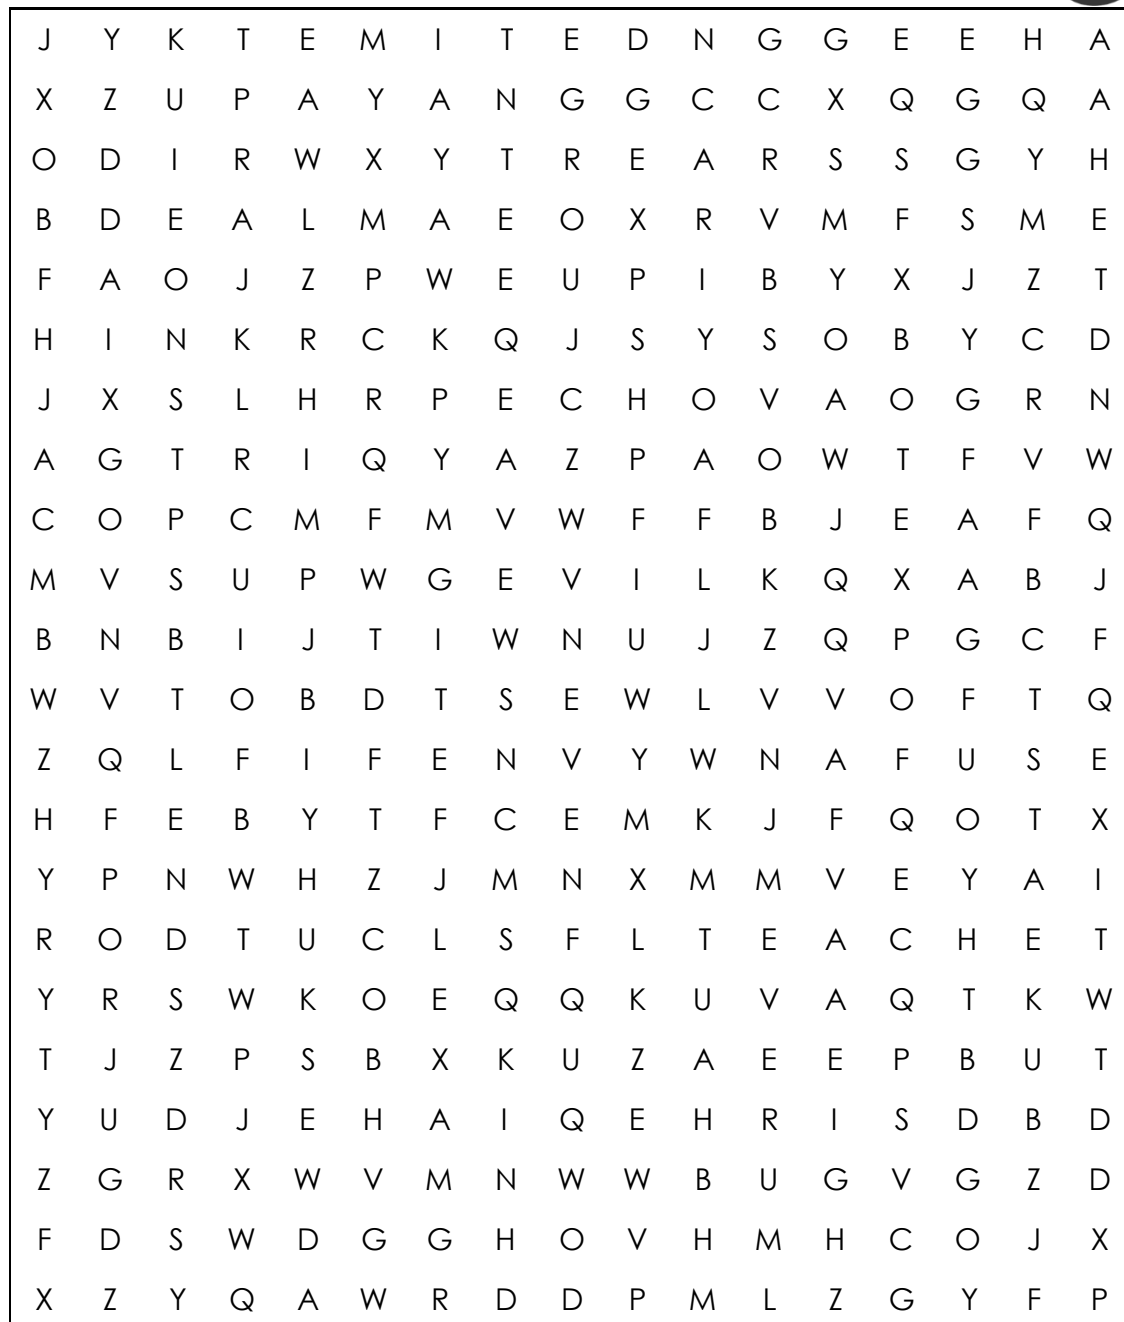 J Y K T E M I T E D N G G E E H A
X Z U P A Y A N G G C C X Q G Q A
O D I R W X Y T R E A R S S G Y H
B D E A L M A E O X R V M F S M E
F A O J Z P W E U P I B Y X J Z T
H I N K R C K Q J S Y S O B Y C D
J X S L H R P E C H O V A O G R N
A G T R I Q Y A Z P A O W T F V W
C O P C M F M V W F F B J E A F Q
M V S U P W G E V I L K Q X A B J
B N B I J T I W N U J Z Q P G C F
W V T O B D T S E W L V V O F T Q
Z Q L F I F E N V Y W N A F U S E
H F E B Y T F C E M K J F Q O T X
Y P N W H Z J M N X M M V E Y A I
R O D T U C L S F L T E A C H E T
Y R S W K O E Q Q K U V A Q T K W
T J Z P S B X K U Z A E E P B U T
Y U D J E H A I Q E H R I S D B D
Z G R X W V M N W W B U G V G Z D
F D S W D G G H O V H M H C O J X
X Z Y Q A W R D D P M L Z G Y F P